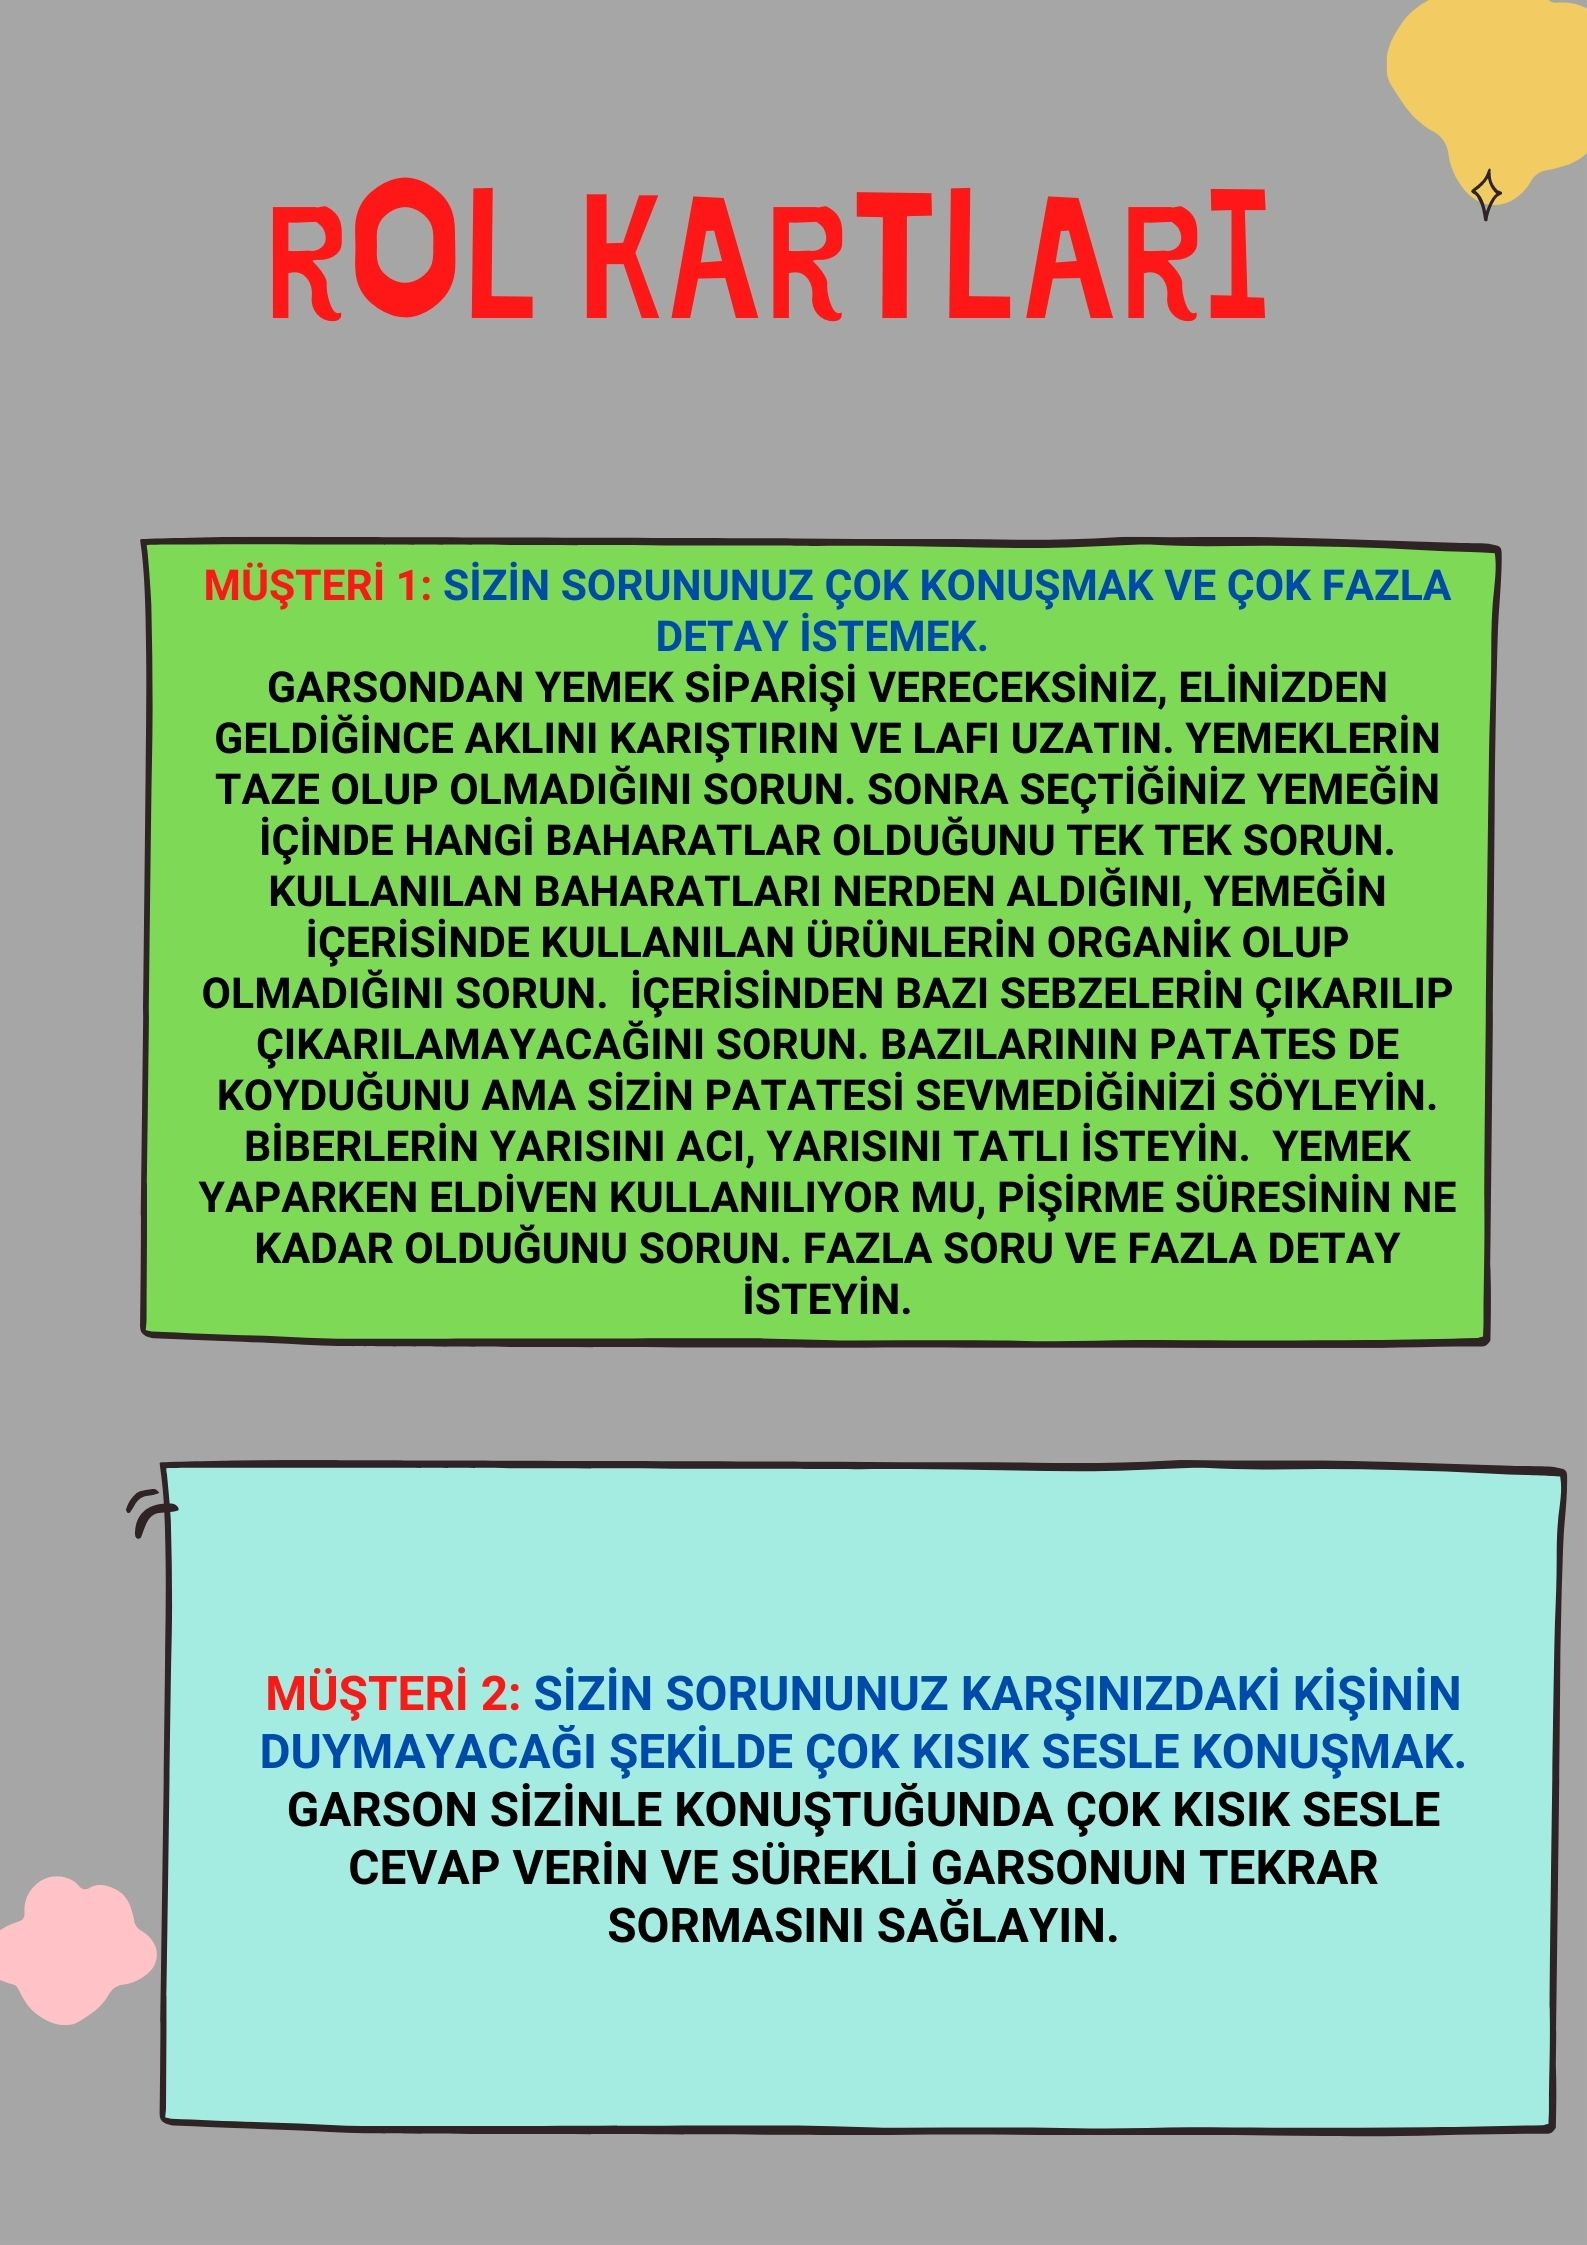 ROL KARTLARI
MÜŞTERİ 1: SİZİN SORUNUNUZ ÇOK KONUŞMAK VE ÇOK FAZLA
DETAY İSTEMEK.
GARSONDAN YEMEK SİPARİŞİ VERECEKSİNİZ, ELİNİZDEN
GELDİĞİNCE AKLINI KARIŞTIRIN VE LAFI UZATIN. YEMEKLERİN
TAZE OLUP OLMADIĞINI SORUN. SONRA SEÇTİĞİNİZ YEMEĞİN
İÇİNDE HANGİ BAHARATLAR OLDUĞUNU TEK TEK SORUN.
KULLANILAN BAHARATLARI NERDEN ALDIĞINI, YEMEĞİN
İÇERİSİNDE KULLANILAN ÜRÜNLERİN ORGANİK OLUP
OLMADIĞINI SORUN. İÇERİSİNDEN BAZI SEBZELERİN ÇIKARILIP
ÇIKARILAMAYACAĞINI SORUN. BAZILARININ PATATES DE
KOYDUĞUNU AMA SİZİN PATATESİ SEVMEDİĞİNİZİ SÖYLEYİN.
BİBERLERİN YARISINI ACI, YARISINI TATLI İSTEYİN. YEMEK
YAPARKEN ELDİVEN KULLANILIYOR MU, PİŞİRME SÜRESİNİN NE
KADAR OLDUĞUNU SORUN. FAZLA SORU VE FAZLA DETAY
İSTEYİN.
MÜŞTERİ 2: SİZİN SORUNUNUZ KARŞINIZDAKİ KİŞİNİN
DUYMAYACAĞI ŞEKİLDE ÇOK KISIK SESLE KONUŞMAK.
GARSON SİZİNLE KONUŞTUĞUNDA ÇOK KISIK SESLE
CEVAP VERİN VE SÜREKLİ GARSONUN TEKRAR
SORMASINI SAĞLAYIN.